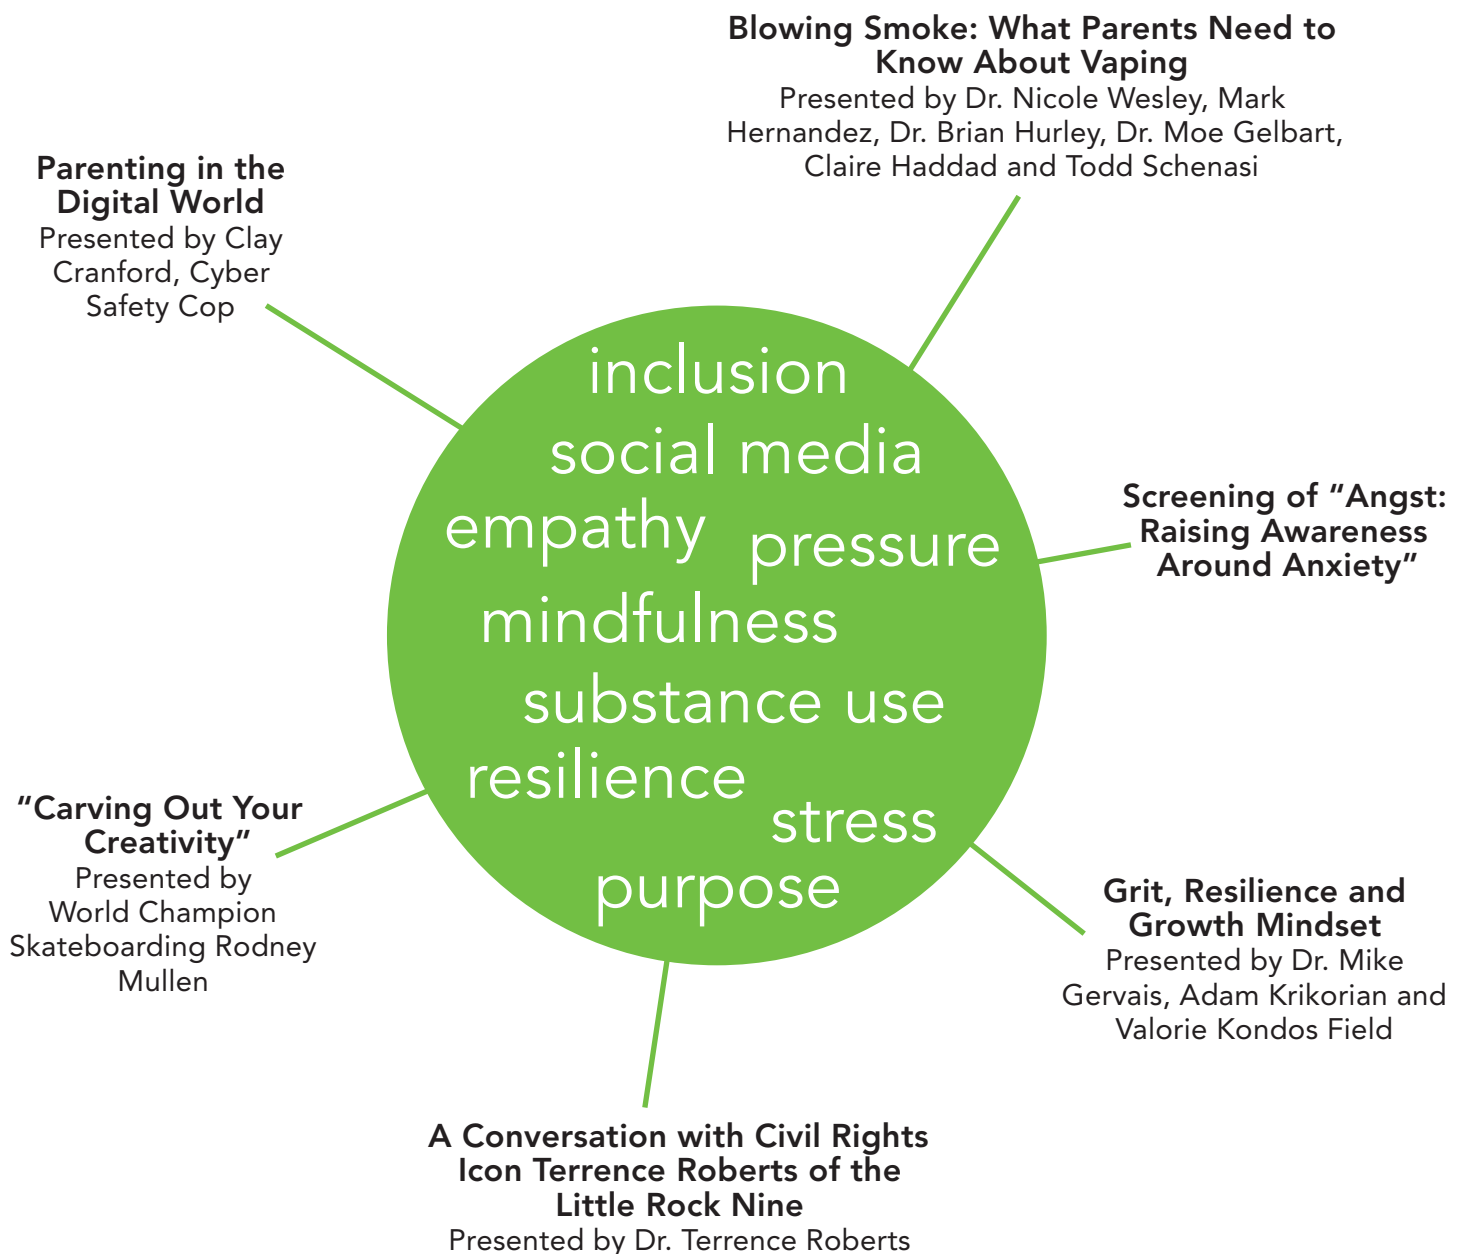 Blowing Smoke: What Parents Need to
Know About Vaping
Presented by Dr. Nicole Wesley, Mark
Hernandez, Dr. Brian Hurley, Dr. Moe Gelbart,
Claire Haddad and Todd Schenasi
Parenting in the
Digital World
Presented by Clay
Cranford, Cyber
Safety Cop
inclusion
social media
empathy
pressure
mindfulness
substance use
resilience
stress
purpose
Screening of “Angst:
Raising Awareness
Around Anxiety”
“Carving Out Your
Creativity”
Presented by
World Champion
Skateboarding Rodney
Mullen
Grit, Resilience and
Growth Mindset
Presented by Dr. Mike
Gervais, Adam Krikorian and
Valorie Kondos Field
A Conversation with Civil Rights
Icon Terrence Roberts of the
Little Rock Nine
Presented by Dr. Terrence Roberts